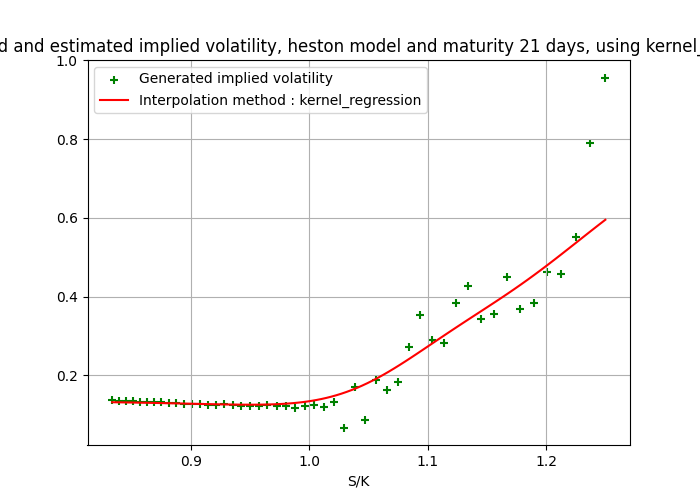 d and estimated implied volatility, heston model and maturity 21 days, using kernel_
1.0
Generated implied volatility
Interpolation method : kernel_regression
0.8
0.6
0.4
0.2
0.9 1.0 1.1 1.2
S/K